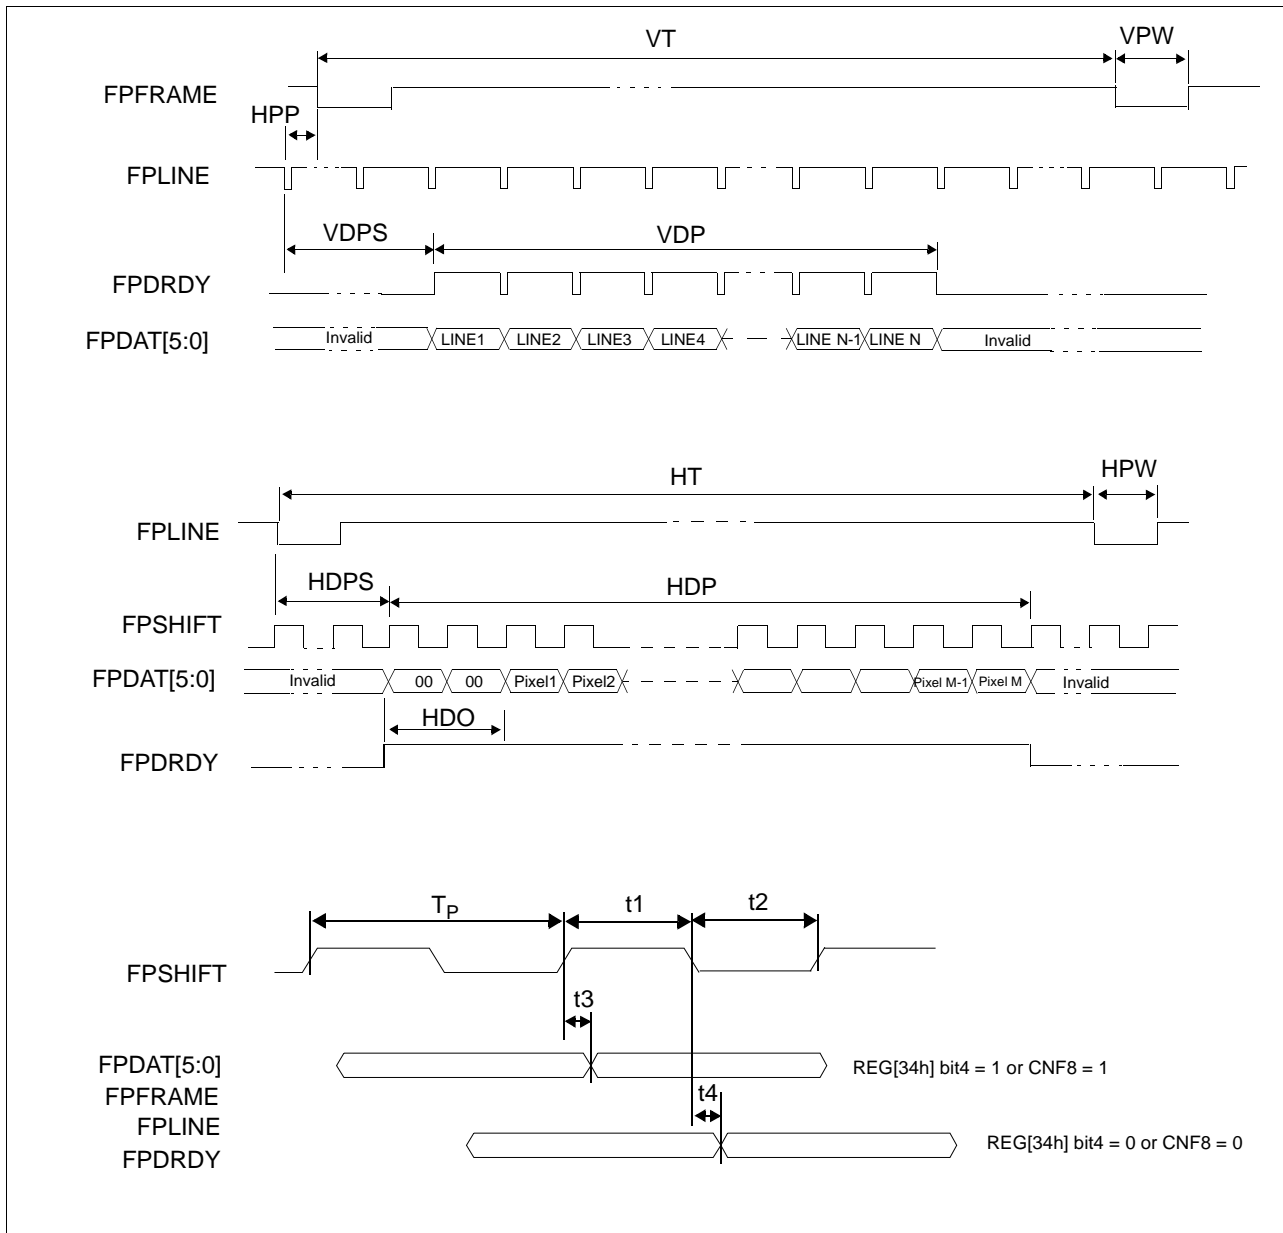 VT
VPW
FPFRAME
HPP
FPLINE
VDPS
VDP
FPDRDY
FPDAT[5:0]
Invalid
LINE1
LINE2
LINE3
LINE4
LINE N-1
LINE N
Invalid
HT
HPW
FPLINE
HDPS
HDP
FPSHIFT
FPDAT[5:0]
Invalid
00
00
Pixel1
Pixel2
Pixel M-1
Pixel M
Invalid
HDO
FPDRDY
TP
t1
t2
FPSHIFT
t3
FPDAT[5:0]
REG[34h] bit4 = 1 or CNF8 = 1
FPFRAME
t4
FPLINE
FPDRDY
REG[34h] bit4 = 0 or CNF8 = 0